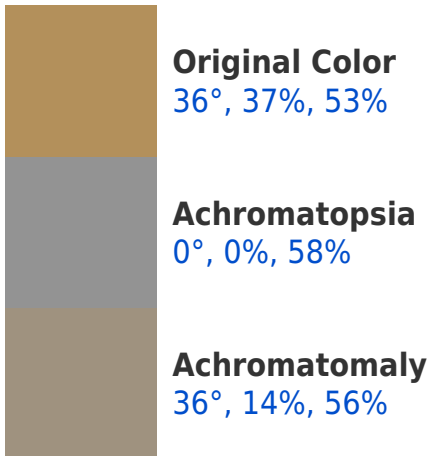 Original Color
36°, 37%, 53%
Achromatopsia
0°, 0%, 58%
Achromatomaly
36°, 14%, 56%